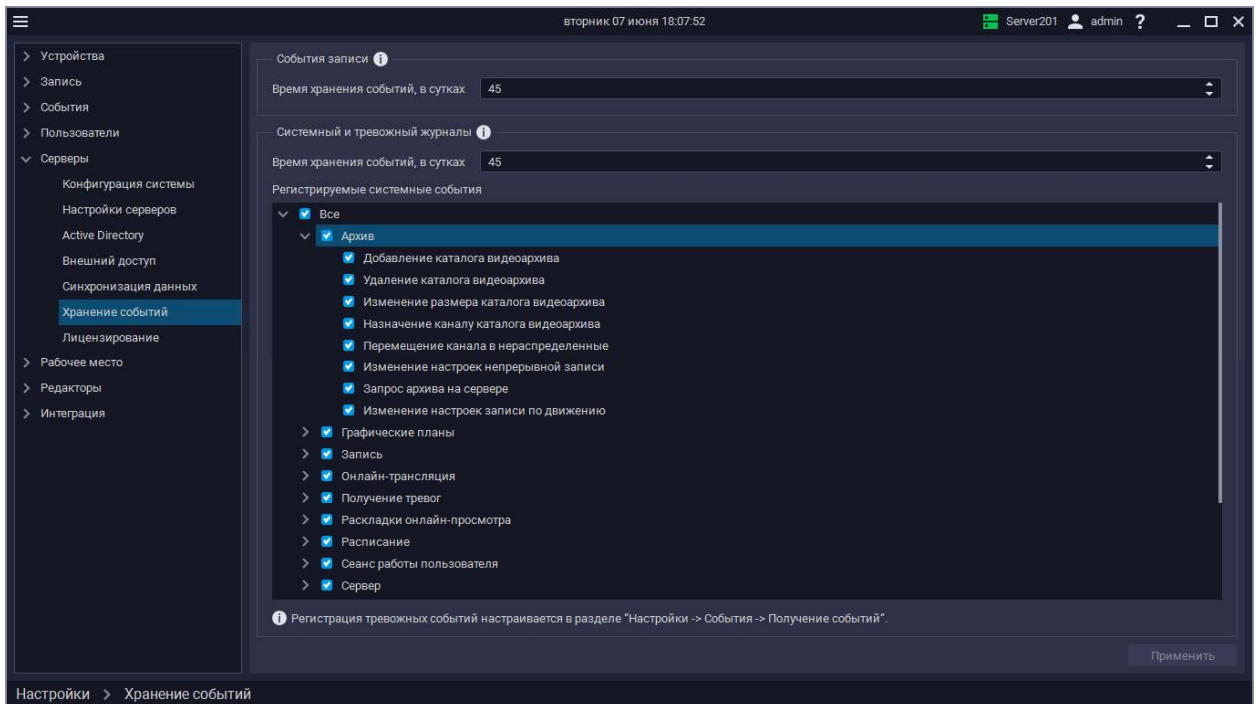 вторник 07 июня 18:07:52
Server201 admin ?
Устройства
Запись
События
Пользователи
Серверы
Конфигурация системы
Настройки серверов
Active Directory
Внешний доступ
Синхронизация данных
Хранение событий
Лицензирование
Рабочее место
Редакторы
Интеграция
События записи
Время хранения событий, в сутках 45
Системный и тревожный журналы
Время хранения событий, в сутках 45
Регистрируемые системные события
Все
Архив
Добавление каталога видеоархива
Удаление каталога видеоархива
Изменение размера каталога видеоархива
Назначение каналу каталога видеоархива
Перемещение канала в нераспределенные
Изменение настроек непрерывной записи
Запрос архива на сервере
Изменение настроек записи по движению
Графические планы
Запись
Онлайн-трансляция
Получение тревог
Раскладки онлайн-просмотра
Расписание
Сеанс работы пользователя
Сервер
Регистрация тревожных событий настраивается в разделе “Настройки -> События -> Получение событий”.
Применить
Настройки > Хранение событий